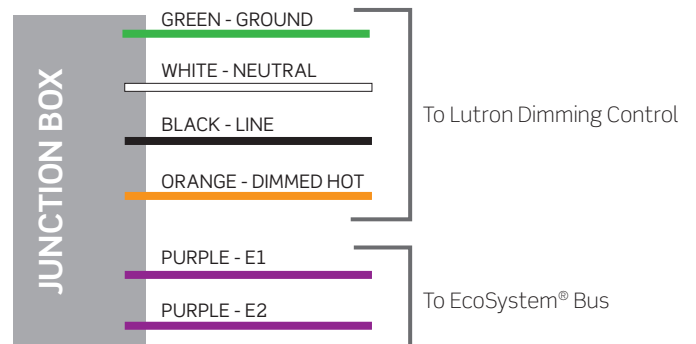 JUNCTION BOX
GREEN - GROUND
WHITE - NEUTRAL
BLACK - LINE
ORANGE - DIMMED HOT
To Lutron Dimming Control
PURPLE - E1
PURPLE - E2
To EcoSystem® Bus